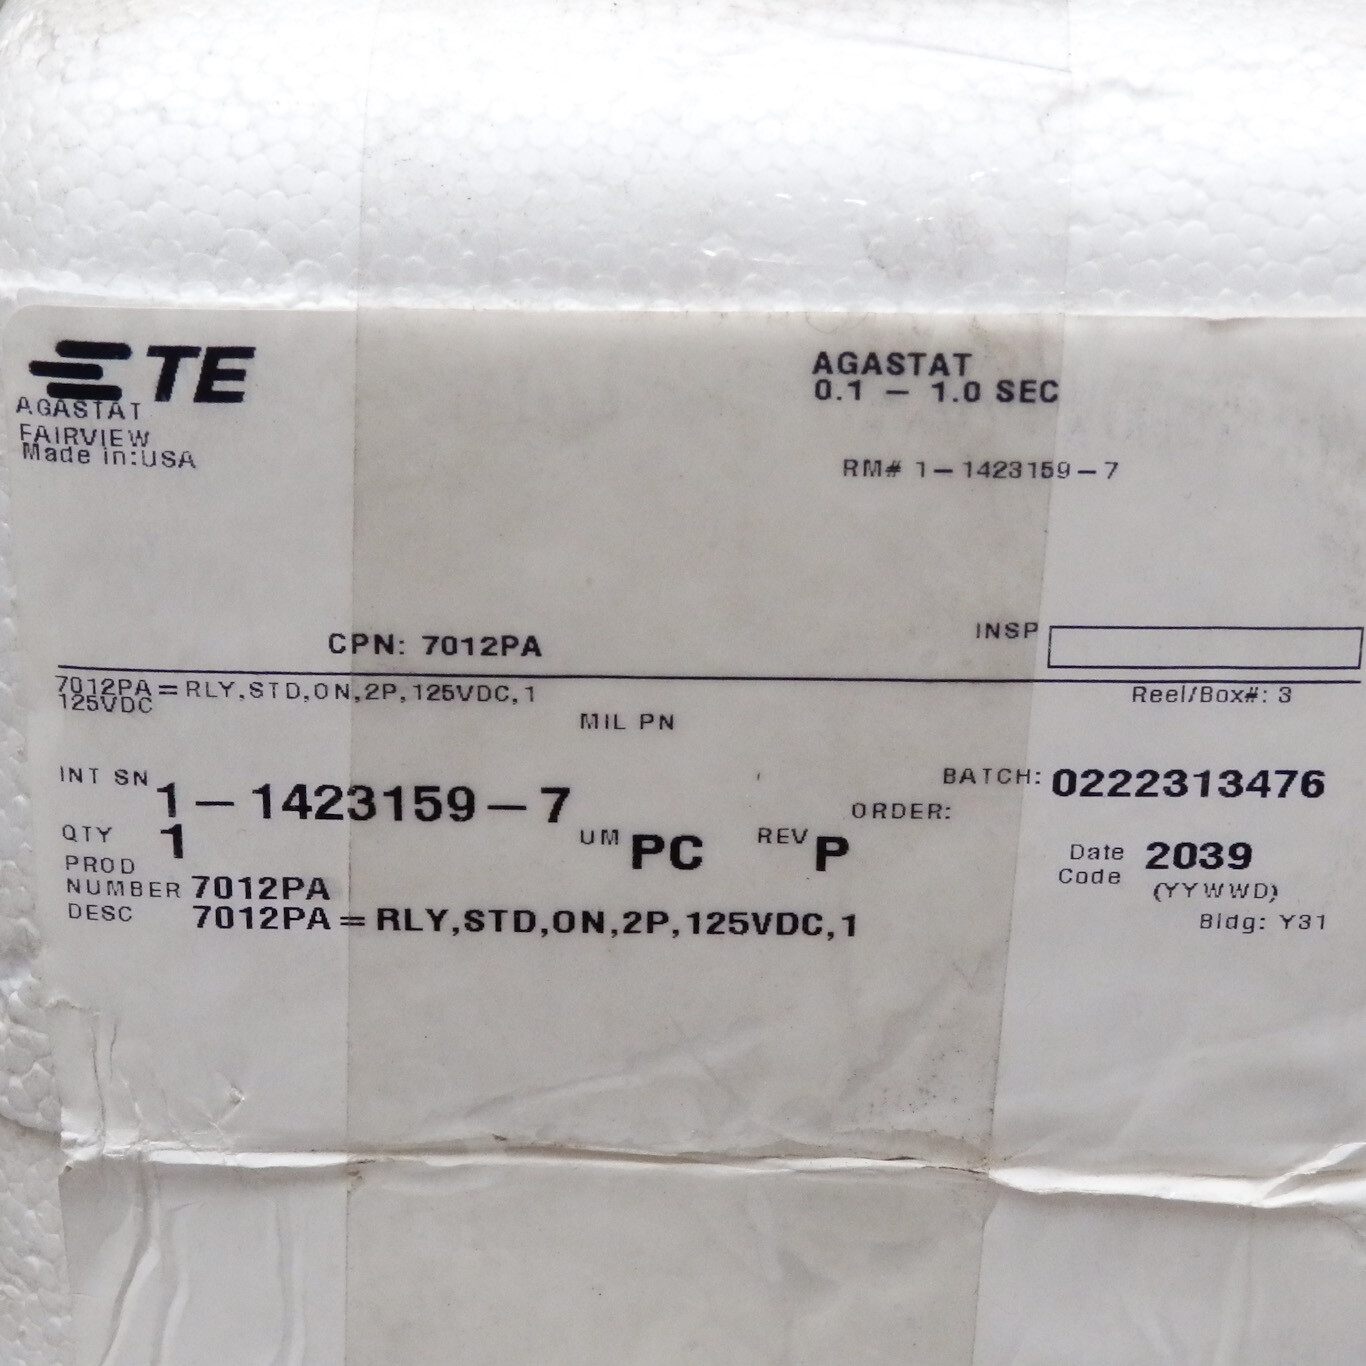 TE
AGASTAT
FAIRVIEW
Made in:USA
AGASTAT
0.1 – 1.0 SEC
RM# 1–1423159–7
CPN: 7012PA
INSP
7012PA=RLY,STD,ON,2P,125VDC,1
125VDC
Reel/Box#: 3
MIL PN
INT SN 1–1423159–7
BATCH: 0222313476
ORDER:
QTY 1
UM PC
REV P
Date Code 2039
(YYWWD)
PROD
NUMBER 7012PA
DESC 7012PA=RLY,STD,ON,2P,125VDC,1
Bldg: Y31